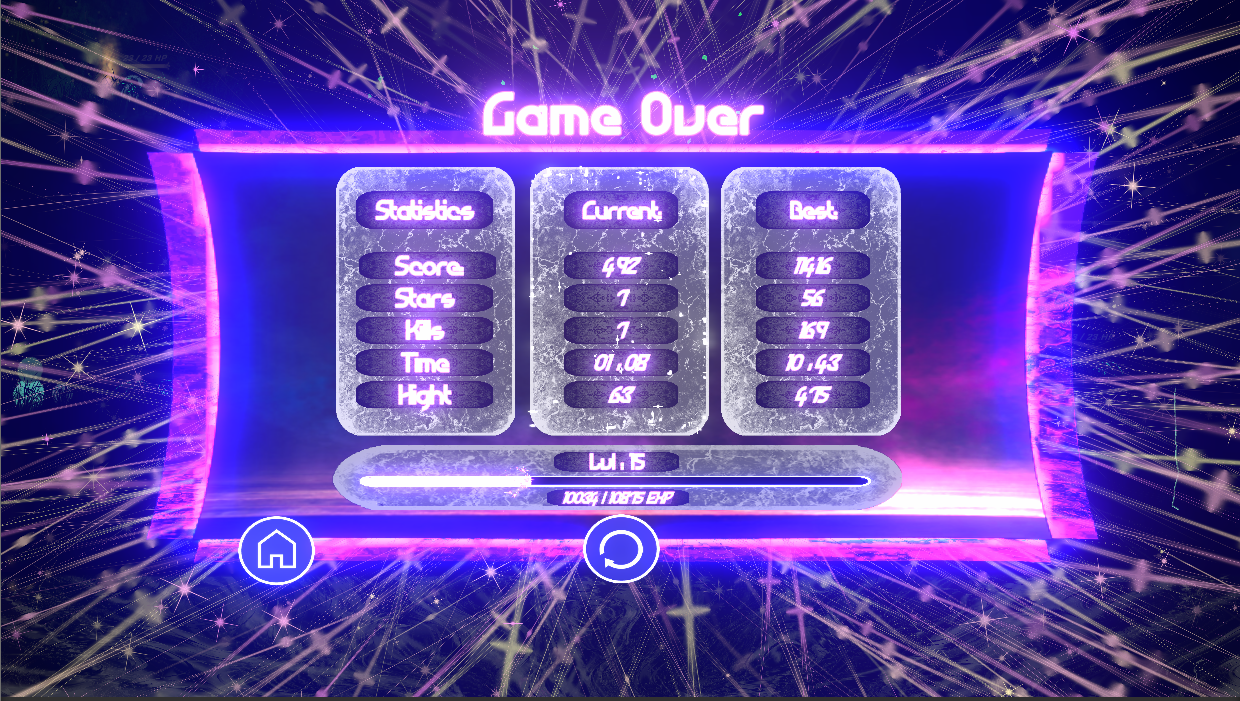 Game Over
Statistics Current Best
Score 492 11416
Stars 7 56
Kills 7 169
Time 01:08 10:43
Hight 63 475
Lvl: 15
10034 / 10875 EXP